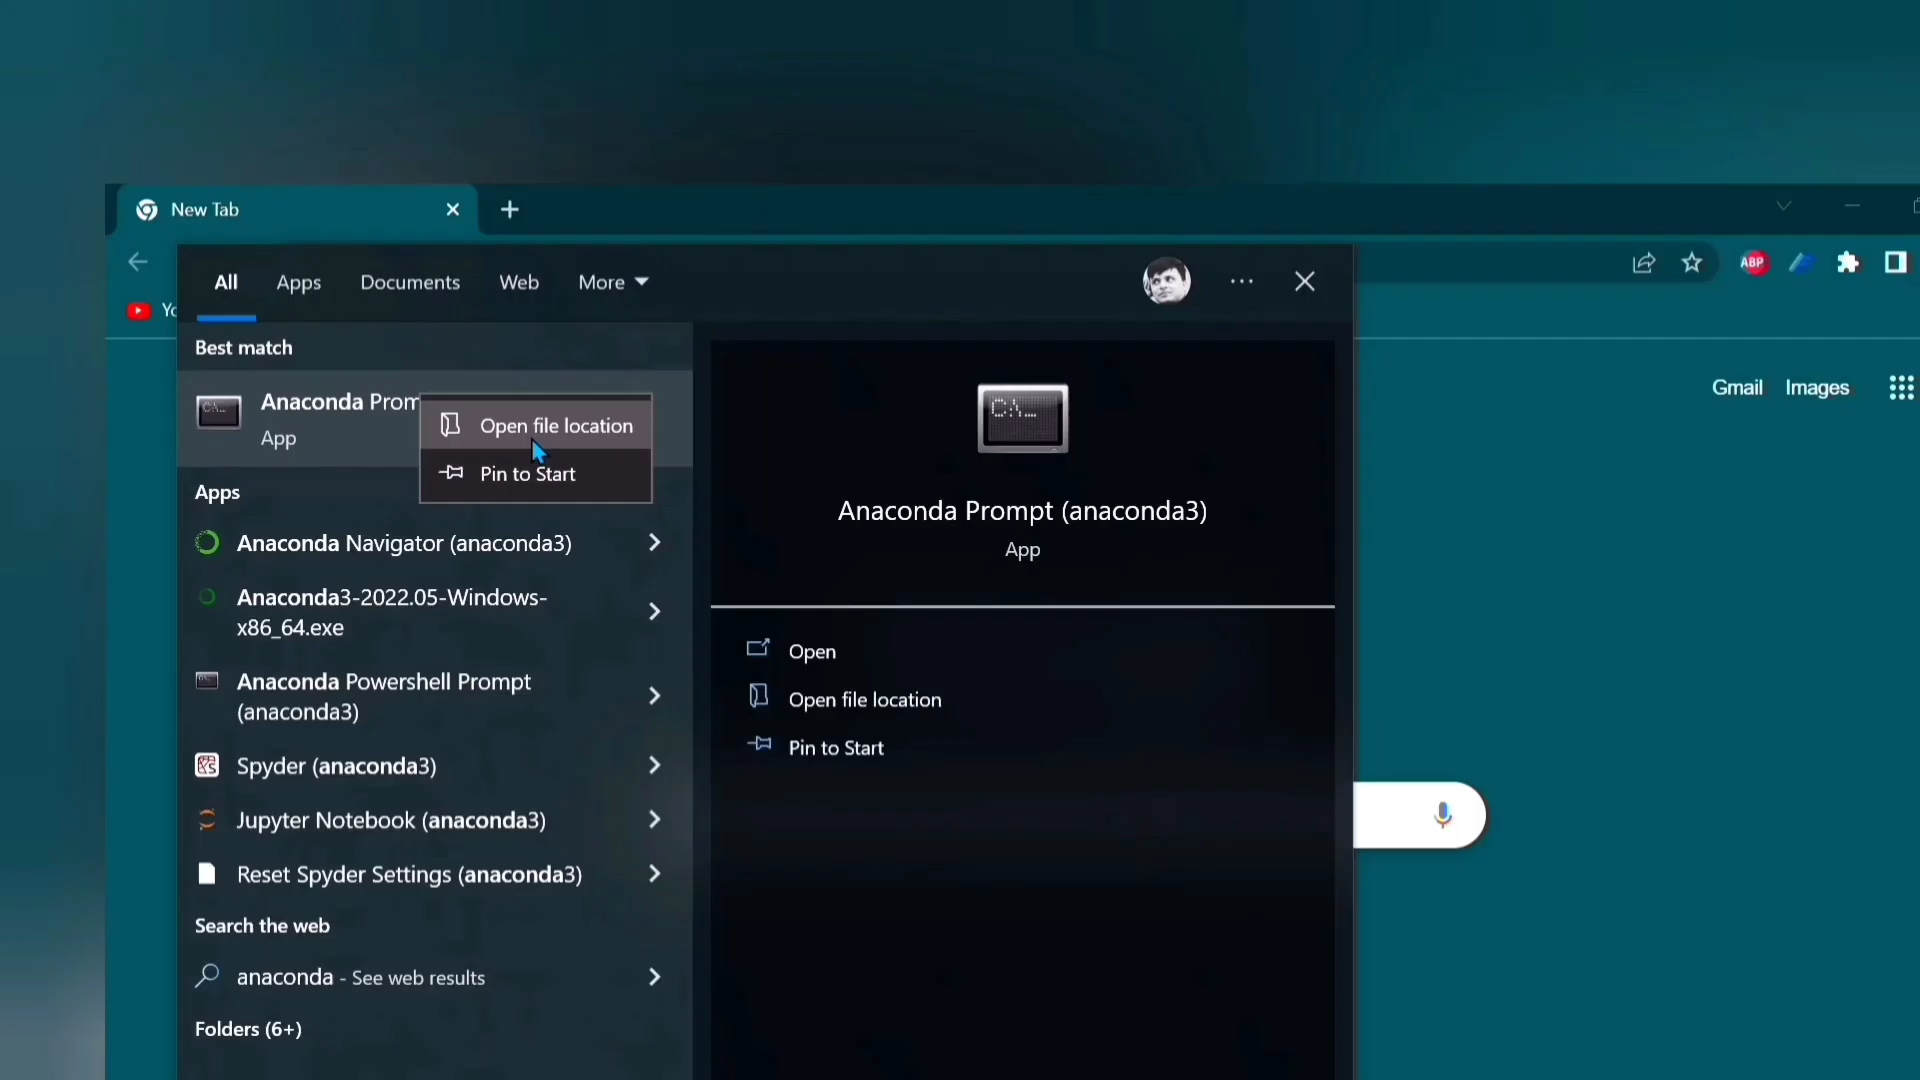 New Tab
All Apps Documents Web More
ABP
Best match
Gmail Images
Anaconda Prom
App
Open file location
Pin to Start
Apps
Anaconda Navigator (anaconda3)
Anaconda3-2022.05-Windows-
x86_64.exe
Anaconda Powershell Prompt
(anaconda3)
Spyder (anaconda3)
Jupyter Notebook (anaconda3)
Reset Spyder Settings (anaconda3)
Search the web
anaconda - See web results
Folders (6+)
C:\_
Anaconda Prompt (anaconda3)
App
Open
Open file location
Pin to Start